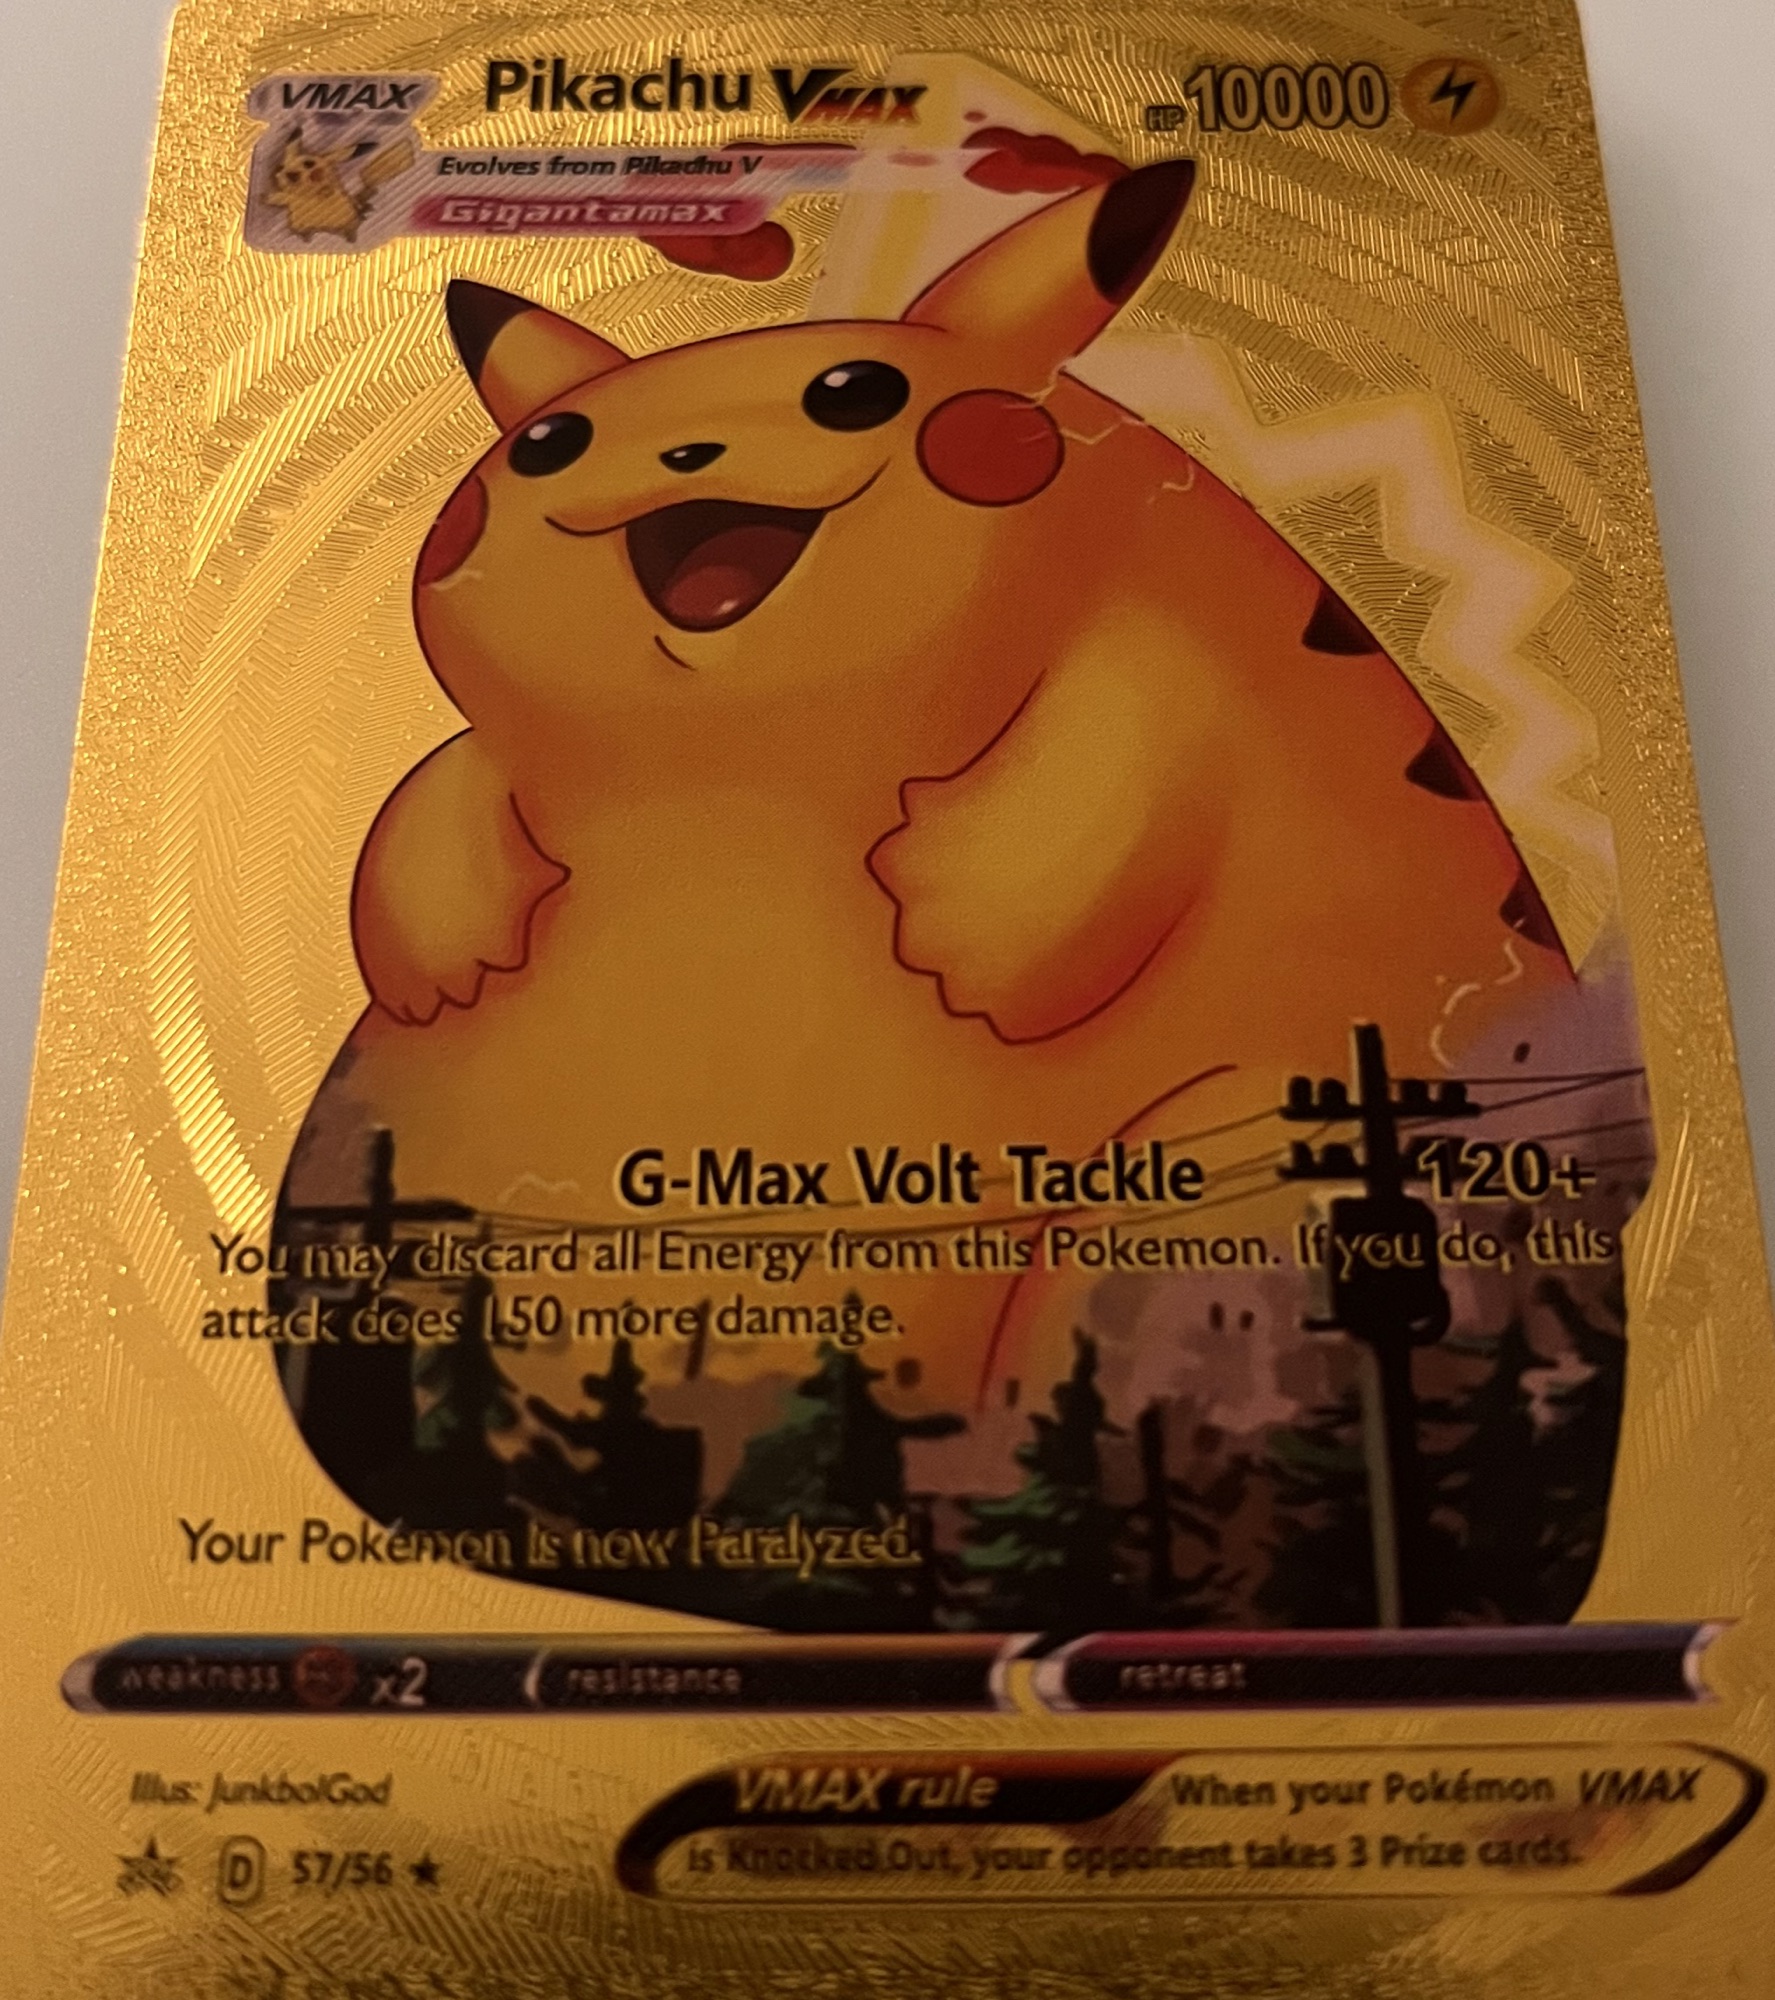 VMAX
Pikachu VMAX
HP 10000
Evolves from Pikachu V
Gigantamax
G-Max Volt Tackle 120+
You may discard all Energy from this Pokemon. If you do, this
attack does 150 more damage.
Your Pokémon is now Paralyzed.
weakness x2 resistance retreat
Illus: JunkbolGod
VMAX rule When your Pokémon VMAX
is Knocked Out, your opponent takes 3 Prize cards.
D 57/56